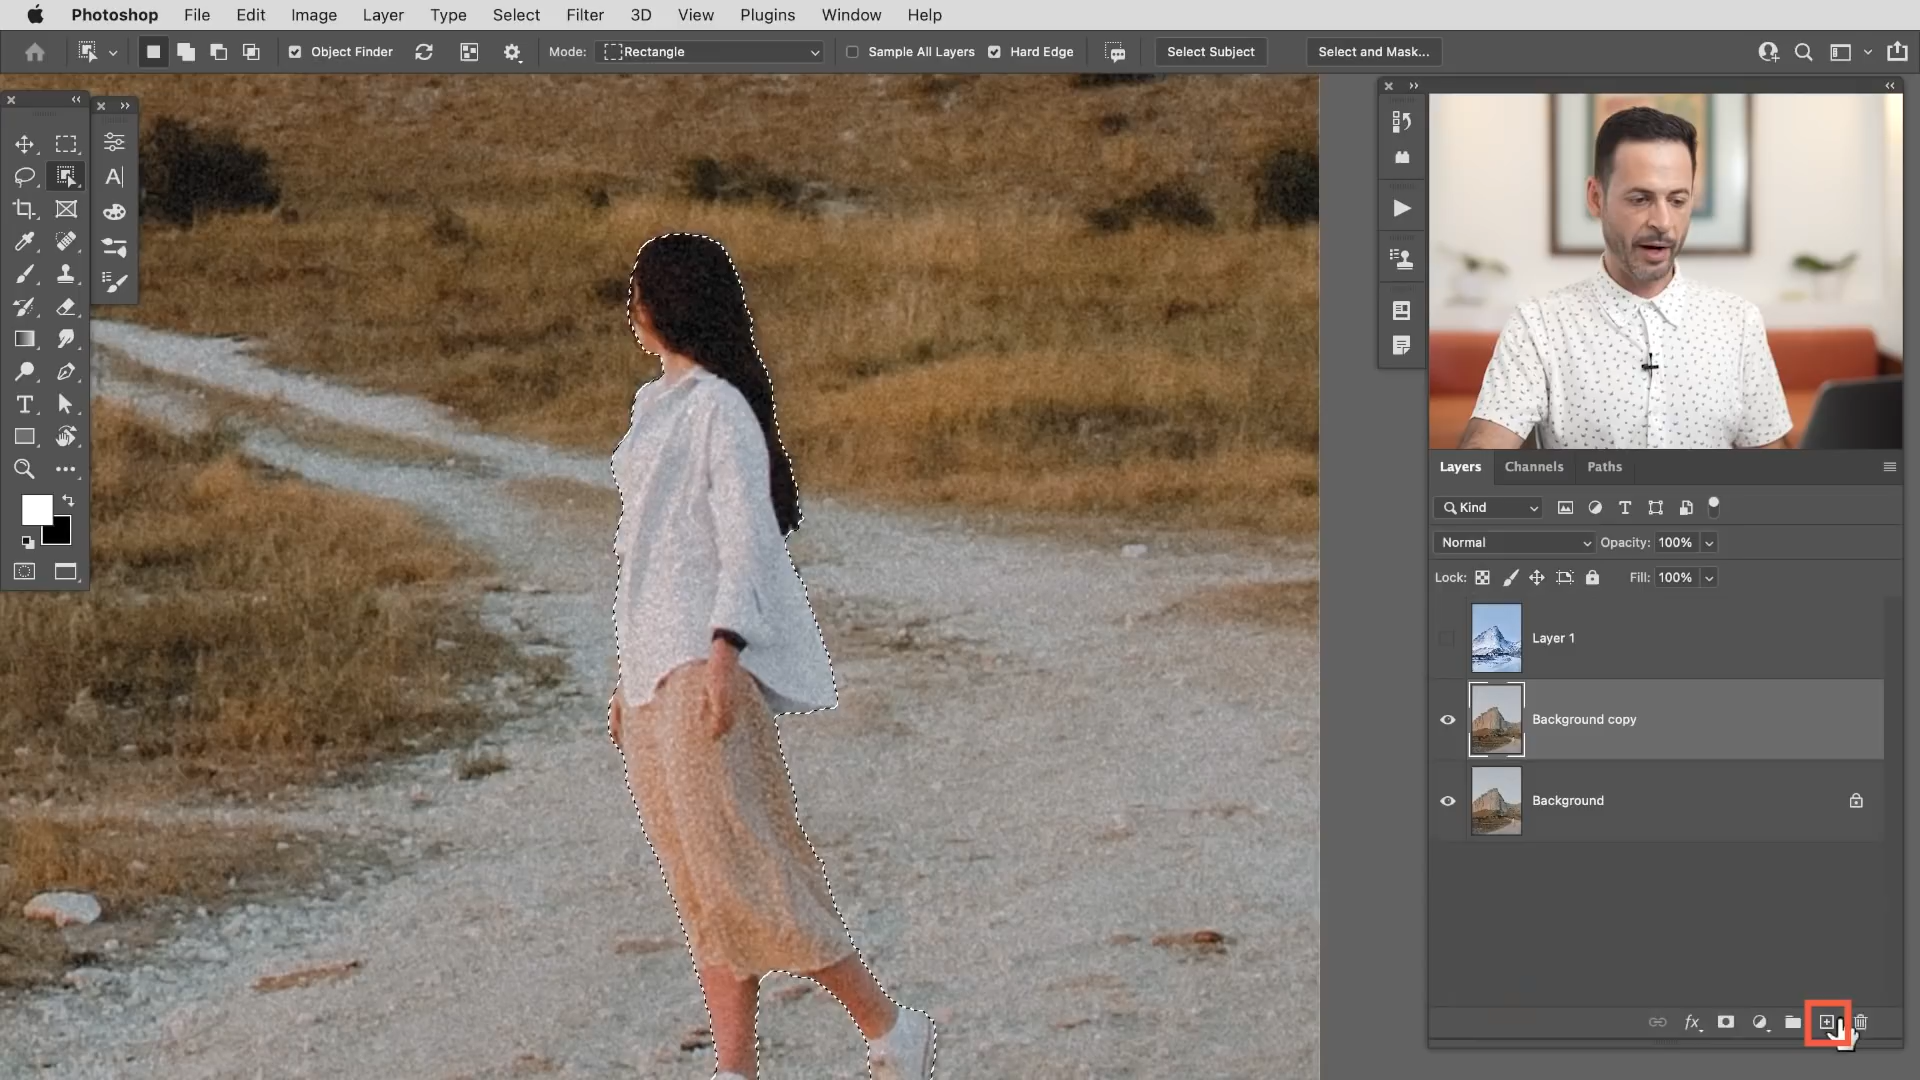 Photoshop File Edit Image Layer Type Select Filter 3D View Plugins Window Help
Object Finder Mode: Rectangle Sample All Layers Hard Edge Select Subject Select and Mask...
Layers Channels Paths
Kind
Normal Opacity: 100%
Lock: Fill: 100%
Layer 1
Background copy
Background